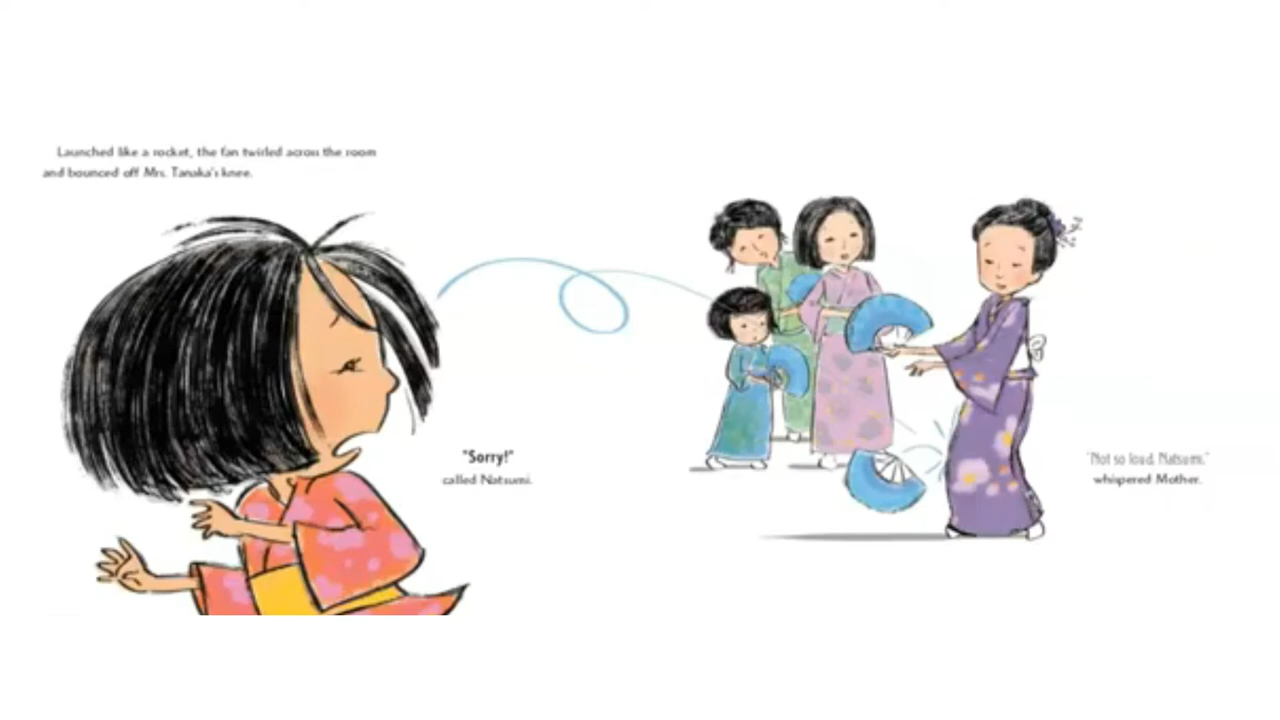 Launched like a rocket, the fan twirled across the room
and bounced off Mrs. Tanaka's knee.
"Sorry!"
called Natsumi.
"Not so loud, Natsumi."
whispered Mother.